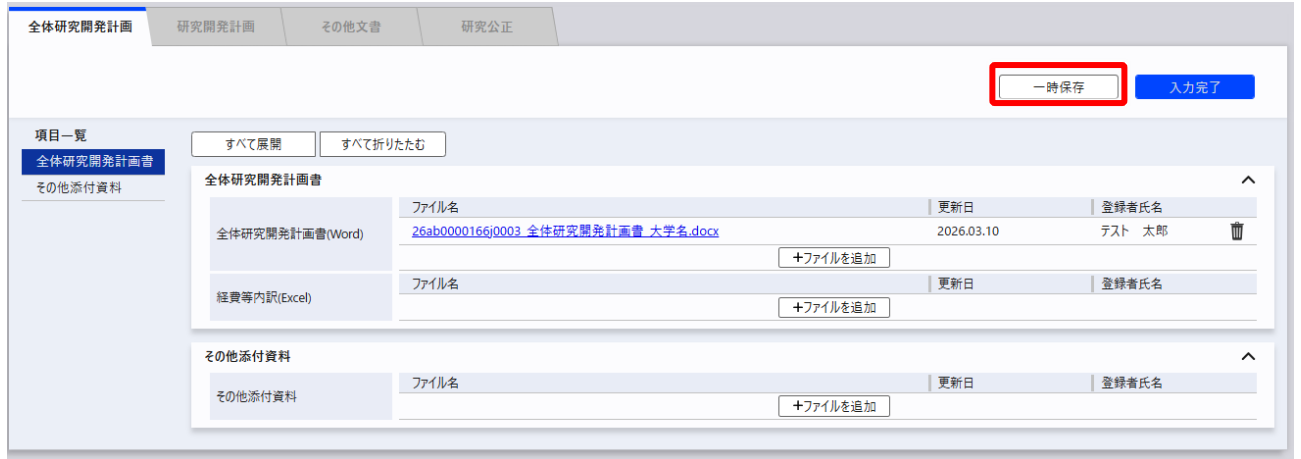 全体研究開発計画 研究開発計画 その他文書 研究公正
一時保存 入力完了
項目一覧
全体研究開発計画書
その他添付資料
すべて展開 すべて折りたたむ
全体研究開発計画書
ファイル名 更新日 登録者氏名
全体研究開発計画書(Word) 26ab0000166j0003_全体研究開発計画書_大学名.docx 2026.03.10 テスト 太郎
+ファイルを追加
ファイル名 更新日 登録者氏名
経費等内訳(Excel)
+ファイルを追加
その他添付資料
ファイル名 更新日 登録者氏名
その他添付資料
+ファイルを追加